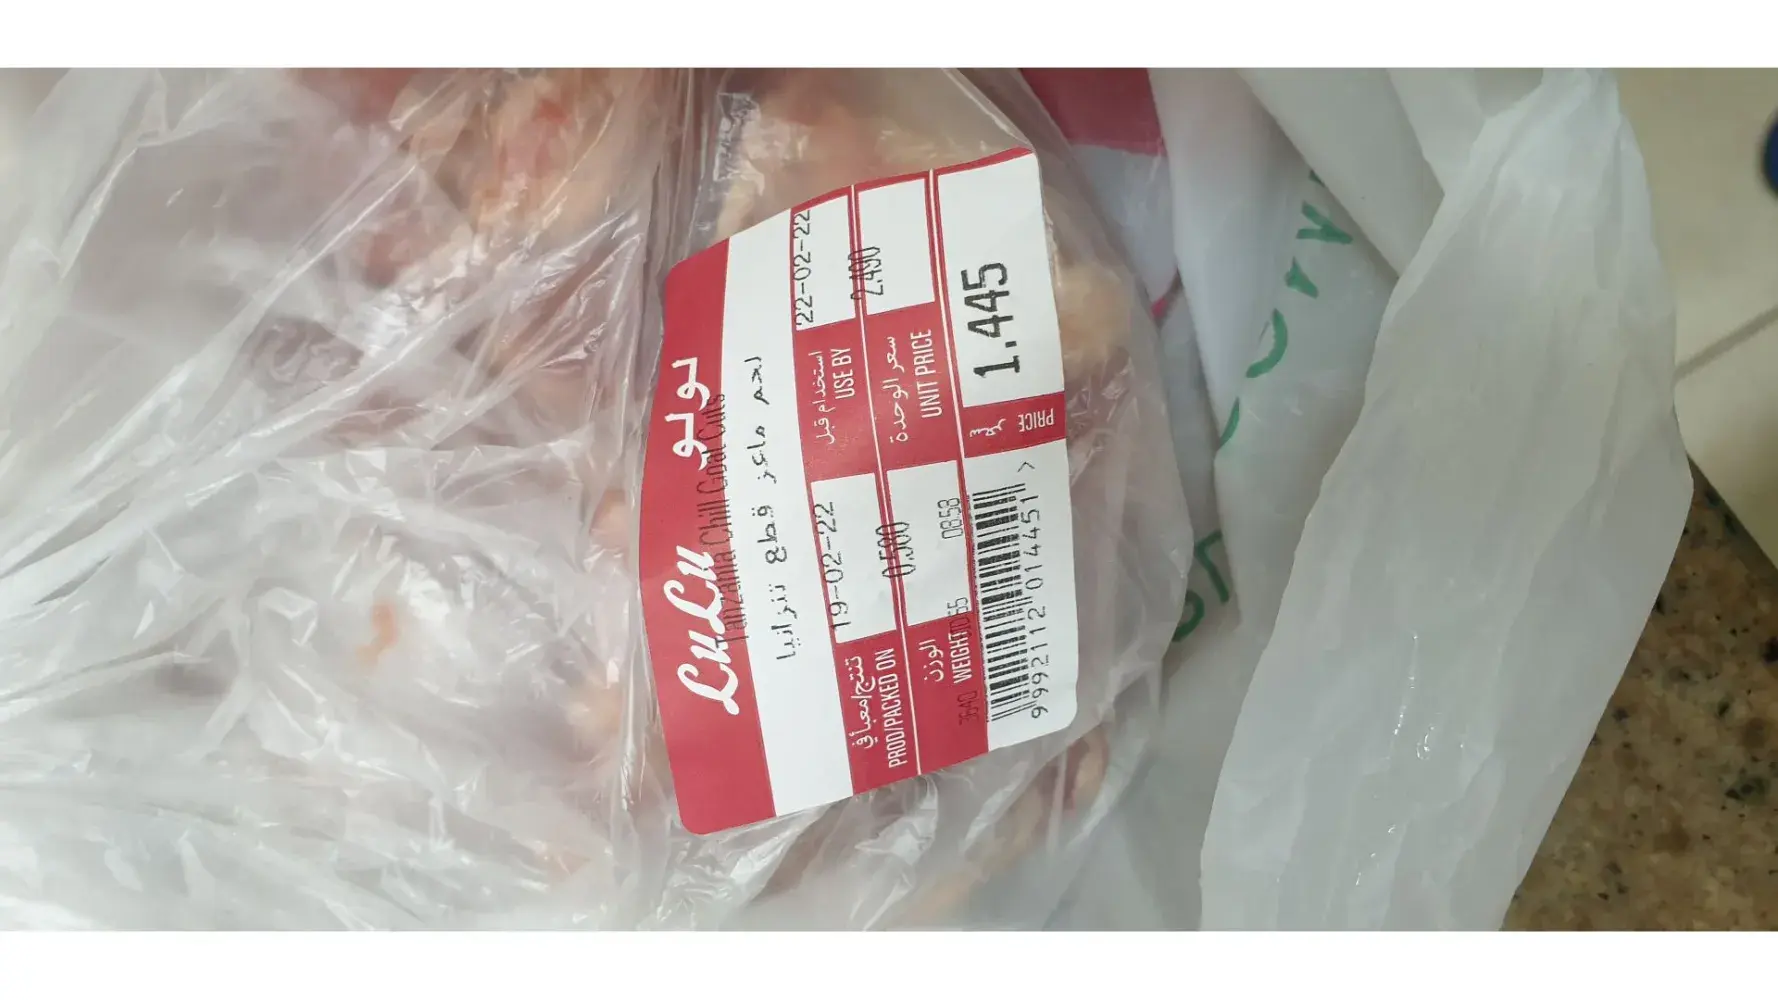 LuLu لولو
Tanzania Chill Goat Cuts
لحم ماعز قطع تنزانيا
تنتج/معبأ في
PROD/PACKED ON
19-02-22
استخدام قبل
USE BY
22-02-22
الوزن
WEIGHT
0.580
سعر الوحدة
UNIT PRICE
2.490
3540
0858
9992112014451 >
PRICE
1.445